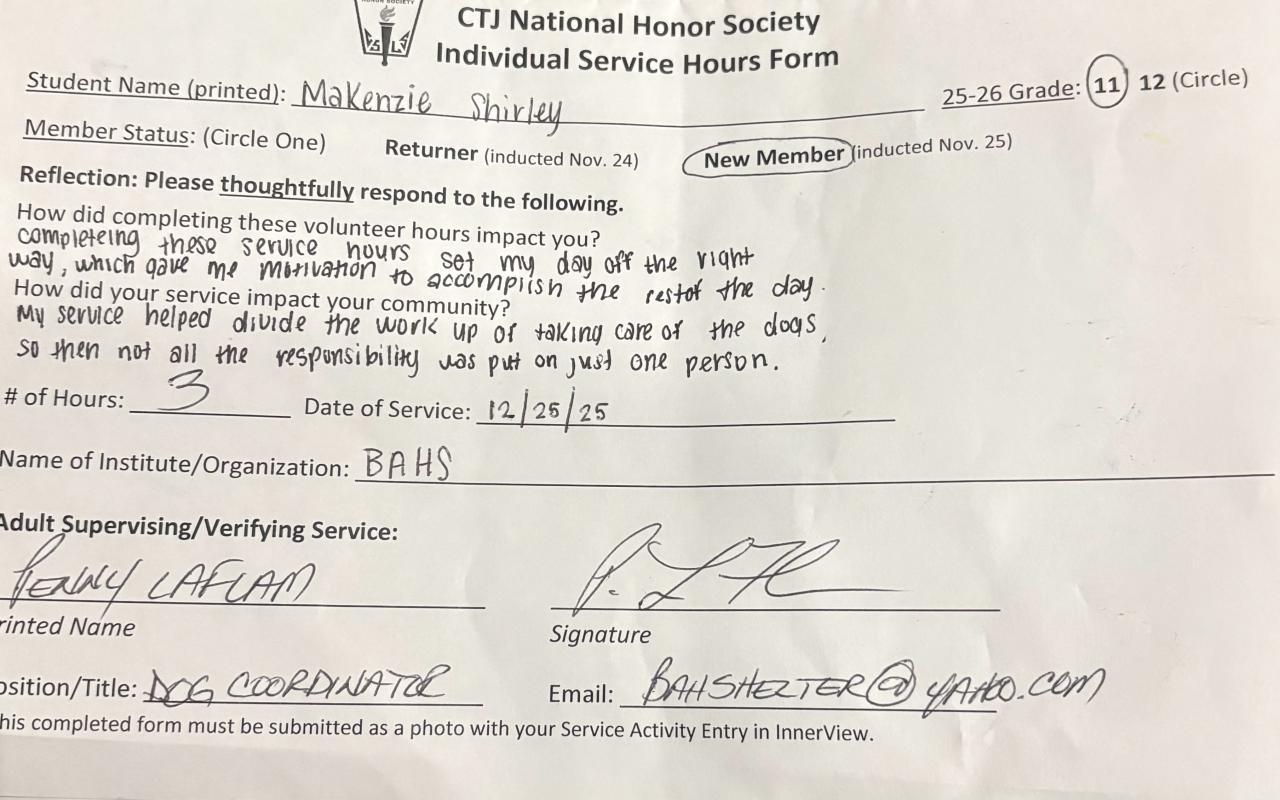 HONOR SOCIETY
S L
CTJ National Honor Society
Individual Service Hours Form
Student Name (printed): Makenzie Shirley
25-26 Grade: 11 12 (Circle)
Member Status: (Circle One) Returner (inducted Nov. 24) New Member (inducted Nov. 25)
Reflection: Please thoughtfully respond to the following.
How did completing these volunteer hours impact you?
completeing these service hours set my day off the right
way, which gave me motivation to accomplish the rest of the day.
How did your service impact your community?
My service helped divide the work up of taking care of the dogs,
so then not all the responsibility was put on just one person.
# of Hours: 3 Date of Service: 12/25/25
Name of Institute/Organization: BAHS
Adult Supervising/Verifying Service:
PENNY LAFLAM
rinted Name
Signature
osition/Title: DOG COORDINATOR
Email: BAHSHELTER@YAHOO.COM
his completed form must be submitted as a photo with your Service Activity Entry in InnerView.